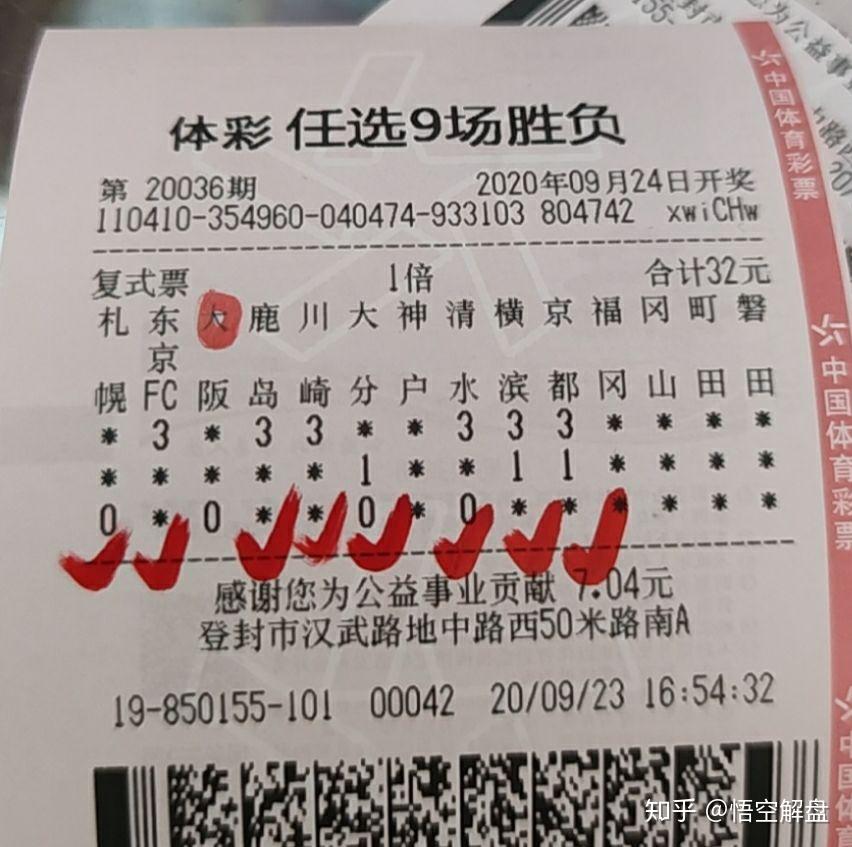 体彩 任选9场胜负
第 20036期 2020年09月24日开奖
110410-354960-040474-933103 804742 xwiCHw
复式票 1倍 合计32元
札 东 大 鹿 川 大 神 清 横 京 福 冈 町 磐
京
幌 FC 阪 岛 崎 分 户 水 滨 都 冈 山 田 田
* 3 * 3 3 * * 3 3 3 * * * *
* * * * * 1 * * 1 1 * * * *
0 * 0 * * 0 * 0 * * * * * *
感谢您为公益事业贡献 7.04元
登封市汉武路地中路西50米路南A
19-850155-101 00042 20/09/23 16:54:32
中国体育彩票
中国体育彩票
中国体
知乎 @悟空解盘